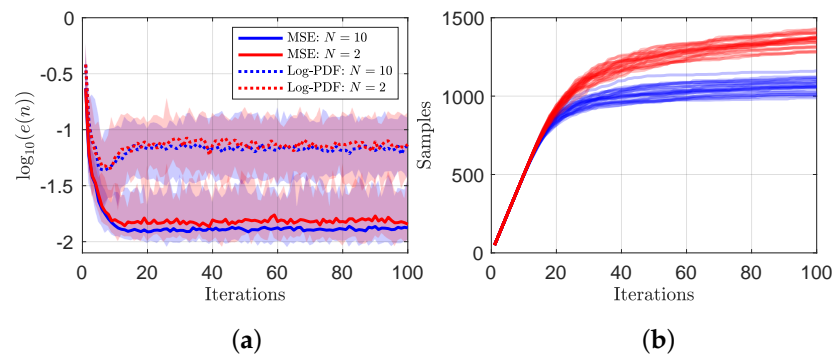 0
-0.5
-1
-1.5
-2
log₁₀(e(n))
0 20 40 60 80 100
Iterations
MSE: N = 10
MSE: N = 2
Log-PDF: N = 10
Log-PDF: N = 2
(a)
1500
1000
500
0
Samples
0 20 40 60 80 100
Iterations
(b)